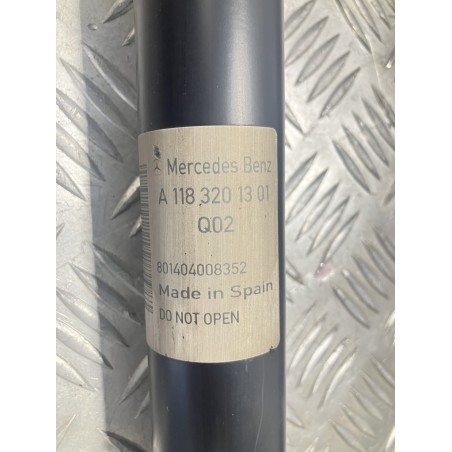 Mercedes Benz
A 118 320 13 01
Q02
801404008352
Made in Spain
DO NOT OPEN